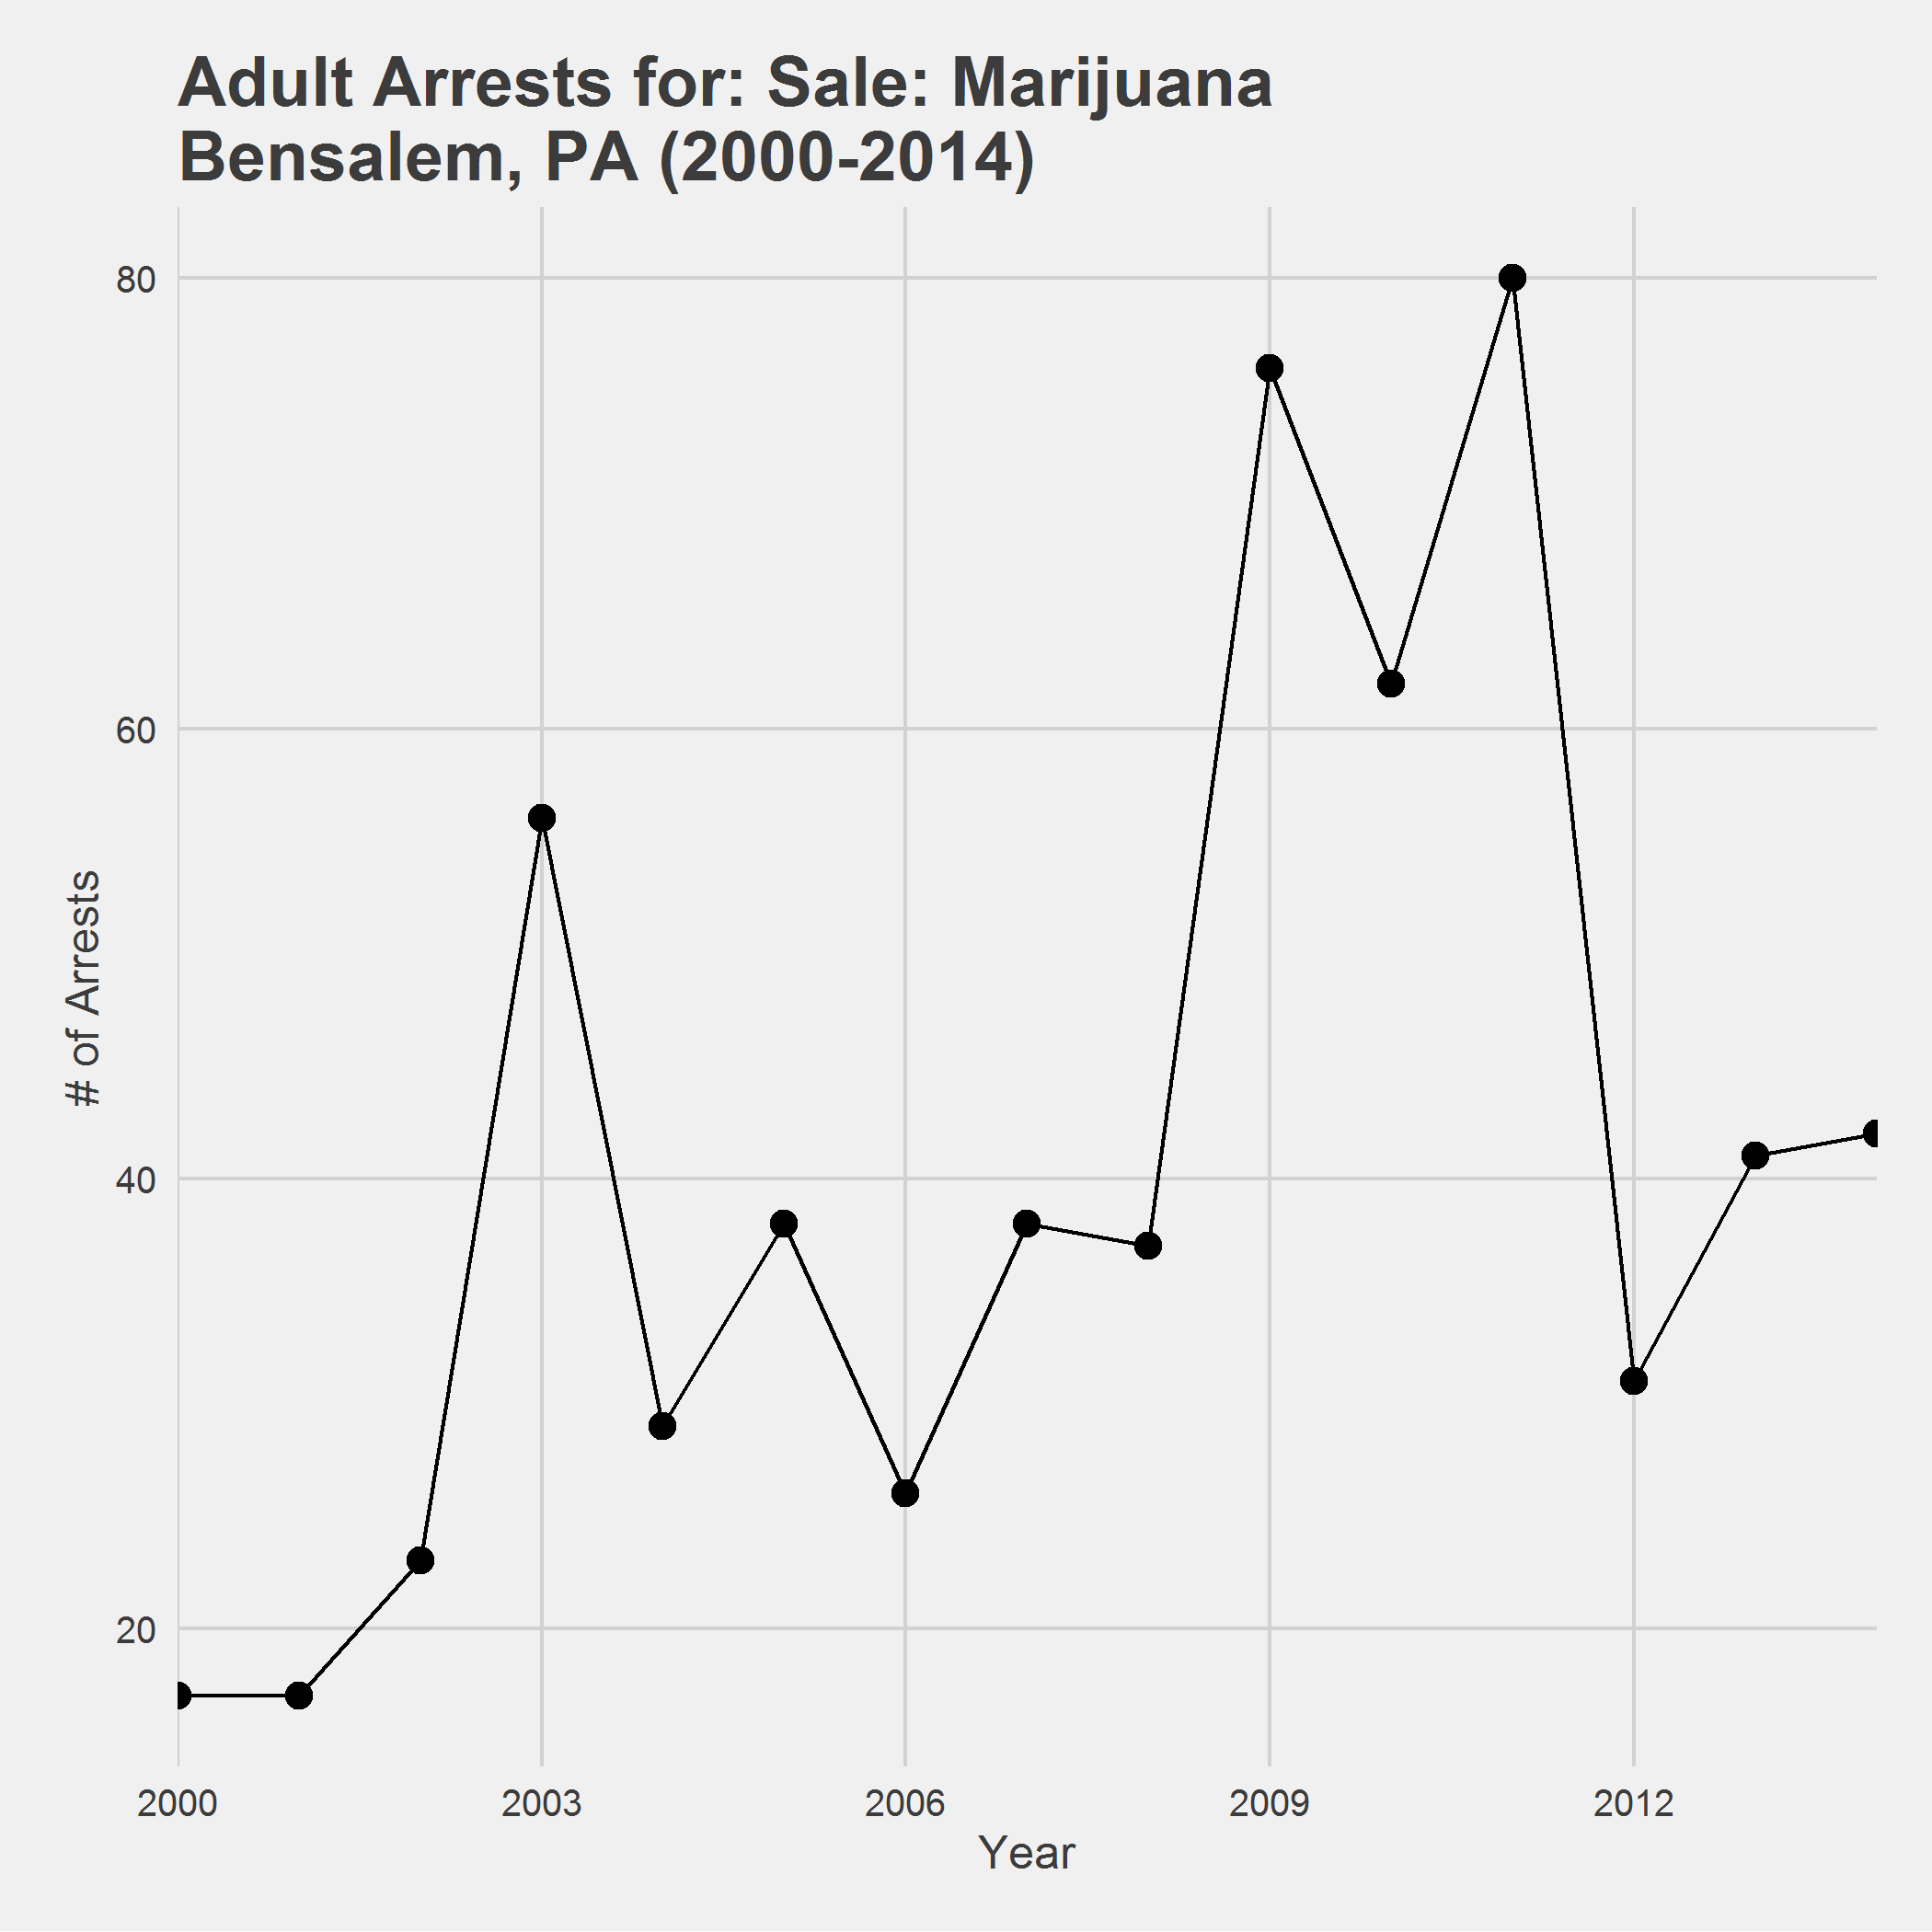 Adult Arrests for: Sale: Marijuana
Bensalem, PA (2000-2014)
80
60
40
20
# of Arrests
2000 2003 2006 2009 2012
Year